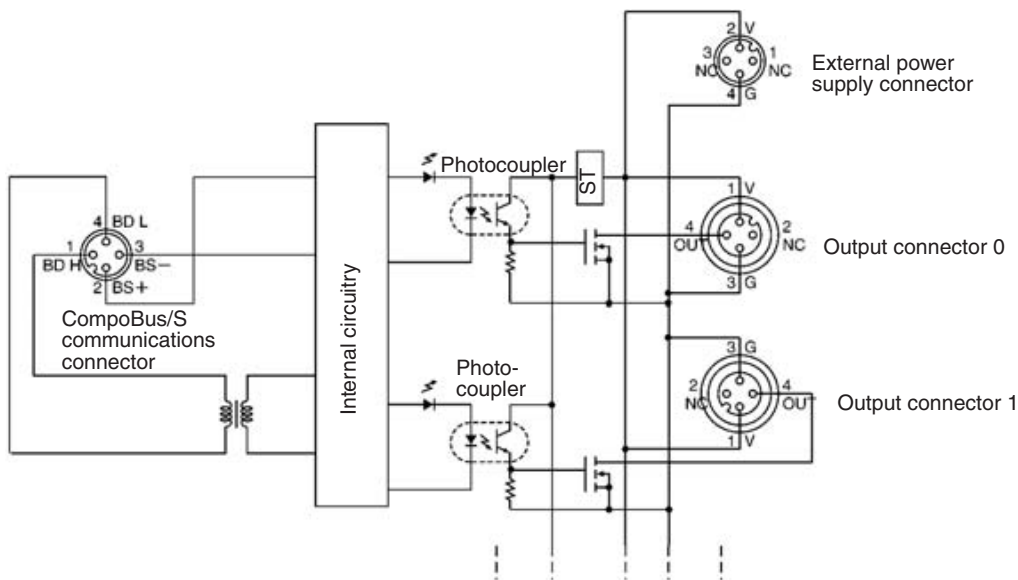 2 V
3
NC
1
NC
4 G
External power
supply connector
Photocoupler
ST
1 V
4
OUT
2
NC
3 G
Output connector 0
4 BD L
1
BD H
3
BS−
2 BS+
CompoBus/S
communications
connector
Internal circuitry
Photo-
coupler
3 G
2
NC
4
OUT
1 V
Output connector 1